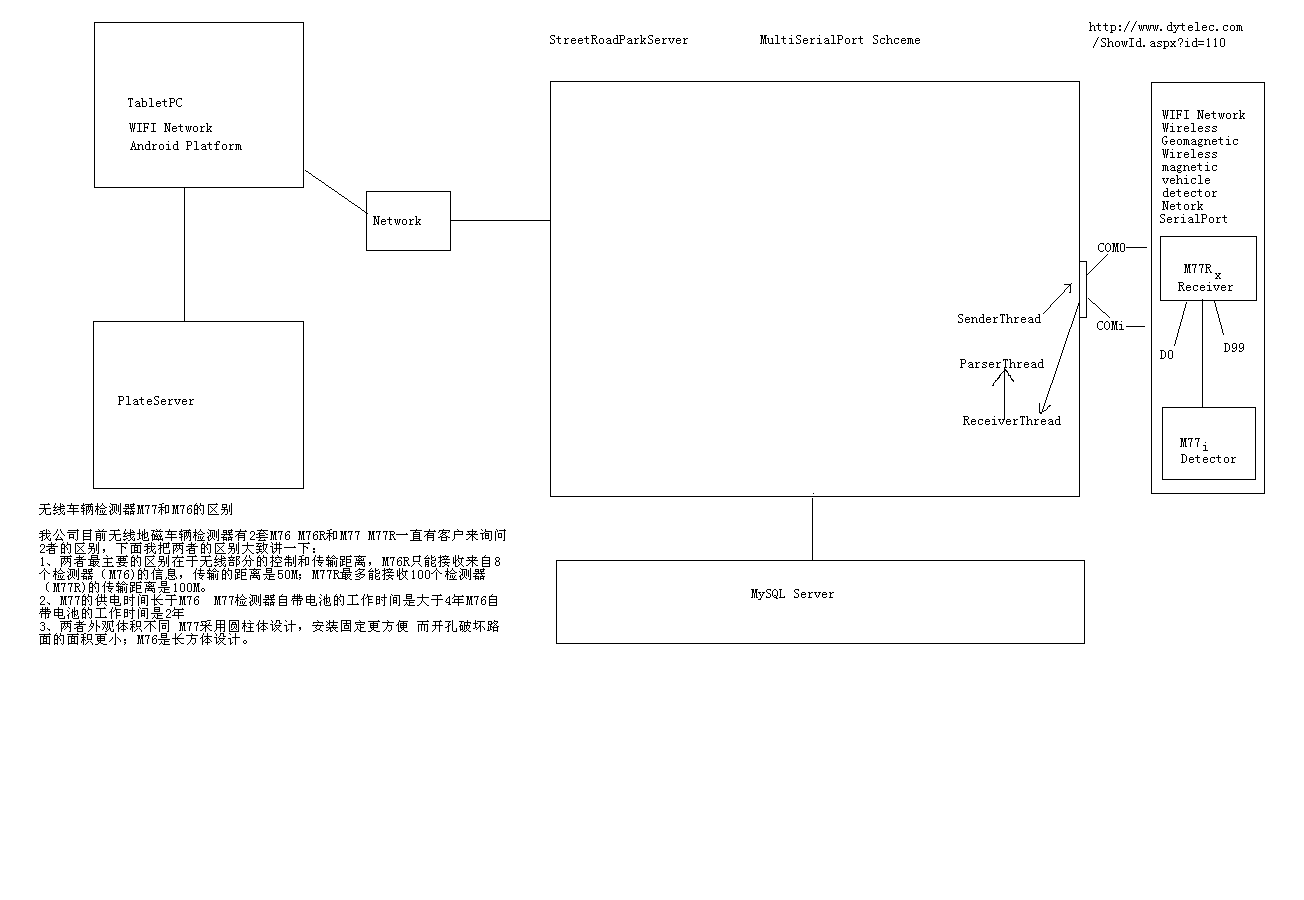 StreetRoadParkServer
MultiSerialPort Schceme
http://www.dytelec.com
/ShowId.aspx?id=110
TabletPC
WIFI Network
Android Platform
Network
PlateServer
SenderThread
ParserThread
ReceiverThread
COM0
COMi
WIFI Network
Wireless
Geomagnetic
Wireless
magnetic
vehicle
detector
Netork
SerialPort
M77R x
Receiver
D0
D99
M77 i
Detector
MySQL Server
无线车辆检测器M77和M76的区别
我公司目前无线地磁车辆检测器有2套M76 M76R和M77 M77R一直有客户来询问
2者的区别，下面我把两者的区别大致讲一下：
1、两者最主要的区别在于无线部分的控制和传输距离，M76R只能接收来自8
个检测器（M76)的信息，传输的距离是50M；M77R最多能接收100个检测器
（M77R)的传输距离是100M。
2、M77的供电时间长于M76  M77检测器自带电池的工作时间是大于4年M76自
带电池的工作时间是2年
3、两者外观体积不同 M77采用圆柱体设计，安装固定更方便 而开孔破坏路
面的面积更小；M76是长方体设计。